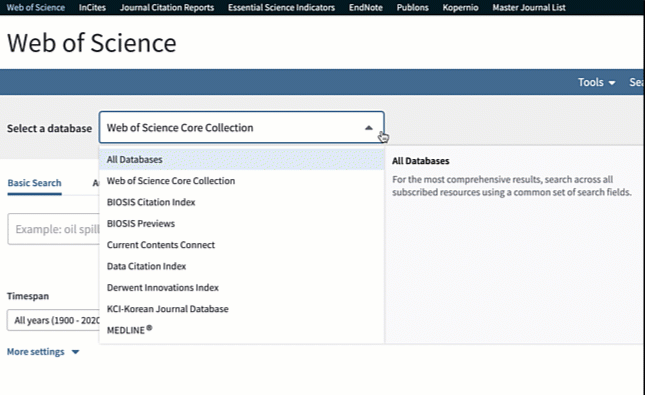 Web of Science InCites Journal Citation Reports Essential Science Indicators EndNote Publons Kopernio Master Journal List
Web of Science
Tools Sea
Select a database Web of Science Core Collection
All Databases
Web of Science Core Collection
BIOSIS Citation Index
BIOSIS Previews
Current Contents Connect
Data Citation Index
Derwent Innovations Index
KCI-Korean Journal Database
MEDLINE®
All Databases
For the most comprehensive results, search across all
subscribed resources using a common set of search fields.
Basic Search A
Example: oil spill
Timespan
All years (1900 - 2020
More settings